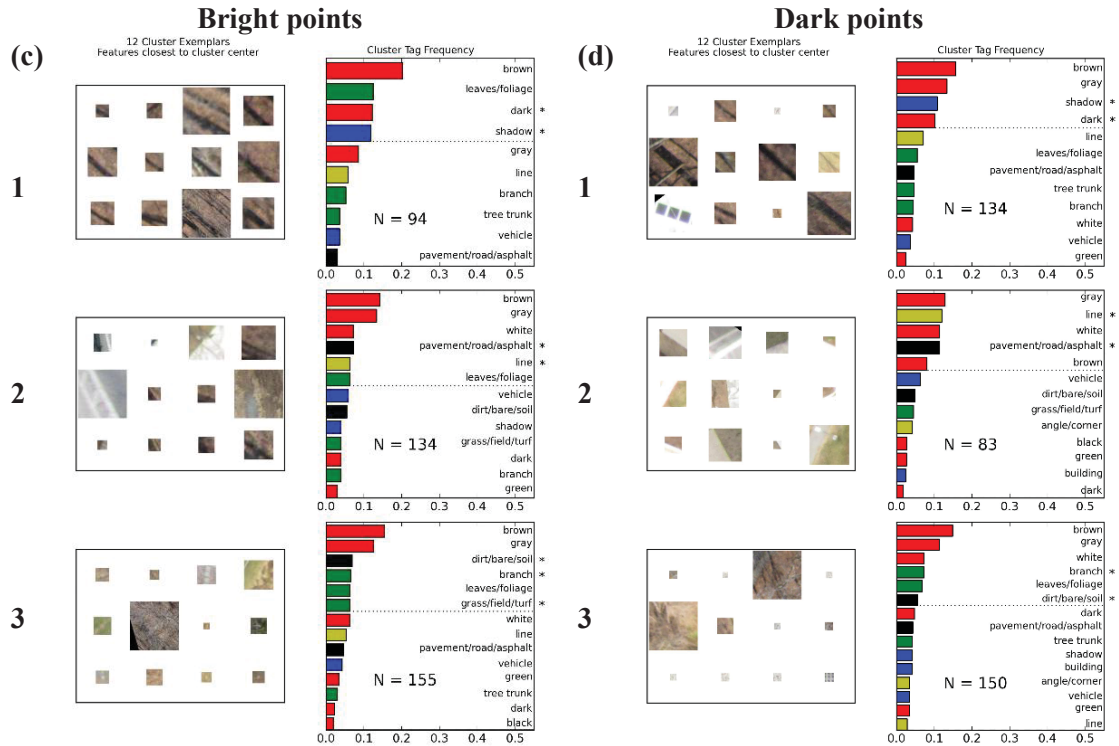 Bright points
Dark points
(c)
12 Cluster Exemplars
Features closest to cluster center
Cluster Tag Frequency
1
brown
leaves/foliage
dark *
shadow *
gray
line
branch
tree trunk
vehicle
pavement/road/asphalt
N = 94
0.0 0.1 0.2 0.3 0.4 0.5
2
brown
gray
white
pavement/road/asphalt *
line *
leaves/foliage
vehicle
dirt/bare/soil
shadow
grass/field/turf
dark
branch
green
N = 134
0.0 0.1 0.2 0.3 0.4 0.5
3
brown
gray
dirt/bare/soil *
branch *
leaves/foliage
grass/field/turf *
white
line
pavement/road/asphalt
vehicle
green
tree trunk
dark
black
N = 155
0.0 0.1 0.2 0.3 0.4 0.5
(d)
12 Cluster Exemplars
Features closest to cluster center
Cluster Tag Frequency
1
brown
gray
shadow *
dark *
line
leaves/foliage
pavement/road/asphalt
tree trunk
branch
white
vehicle
green
N = 134
0.0 0.1 0.2 0.3 0.4 0.5
2
gray
line *
white
pavement/road/asphalt *
brown
vehicle
dirt/bare/soil
grass/field/turf
angle/corner
black
green
building
dark
N = 83
0.0 0.1 0.2 0.3 0.4 0.5
3
brown
gray
white
branch *
leaves/foliage
dirt/bare/soil *
dark
pavement/road/asphalt
tree trunk
shadow
building
angle/corner
vehicle
green
line
N = 150
0.0 0.1 0.2 0.3 0.4 0.5